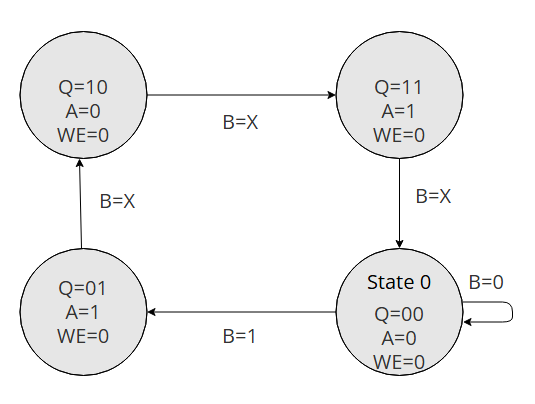 Q=10
A=0
WE=0
B=X
Q=11
A=1
WE=0
B=X
B=X
Q=01
A=1
WE=0
B=1
State 0
Q=00
A=0
WE=0
B=0